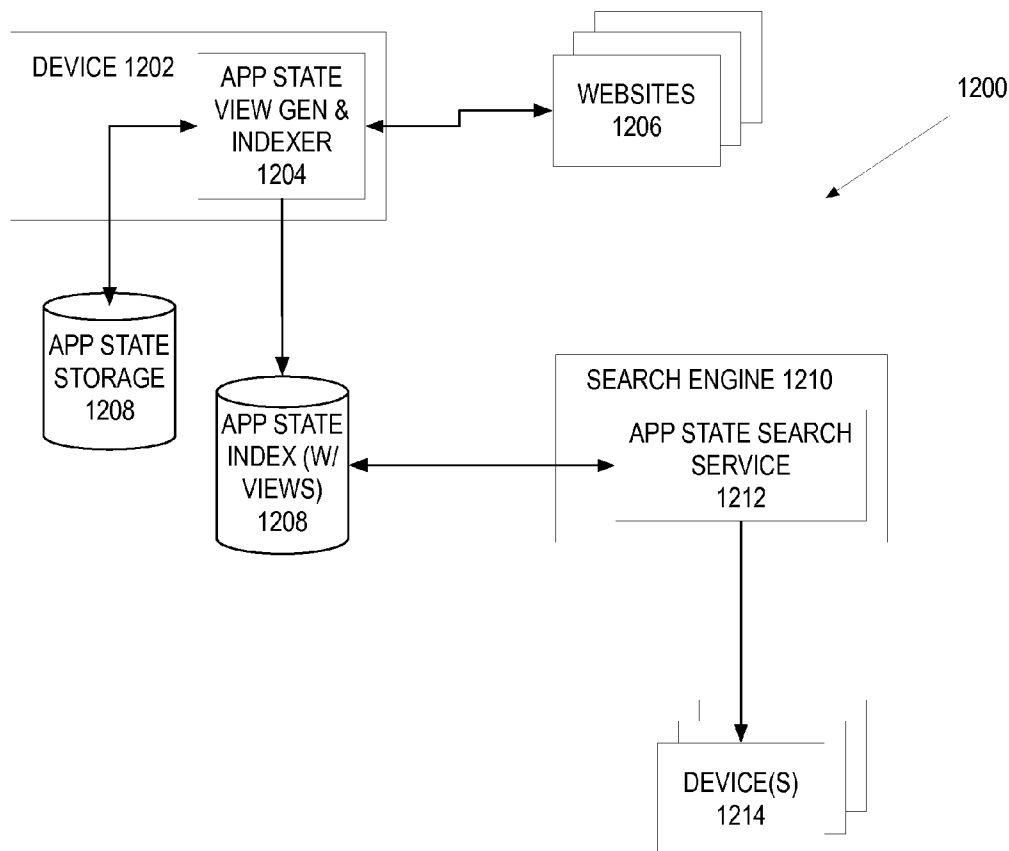 DEVICE 1202
APP STATE
VIEW GEN &
INDEXER
1204
WEBSITES
1206
1200
APP STATE
STORAGE
1208
APP STATE
INDEX (W/
VIEWS)
1208
SEARCH ENGINE 1210
APP STATE SEARCH
SERVICE
1212
DEVICE(S)
1214